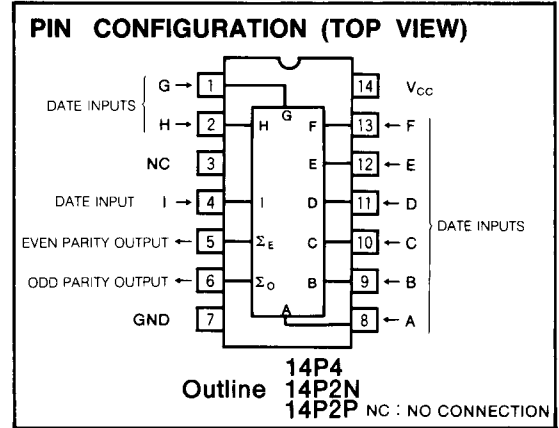 PIN CONFIGURATION (TOP VIEW)
G → 1 14 VCC
DATE INPUTS
H → 2 H G F 13 ← F
NC 3 E 12 ← E
DATE INPUT I → 4 I D 11 ← D
DATE INPUTS
EVEN PARITY OUTPUT ← 5 ΣE C 10 ← C
ODD PARITY OUTPUT ← 6 ΣO B 9 ← B
GND 7 A 8 ← A
14P4
Outline 14P2N
14P2P NC : NO CONNECTION